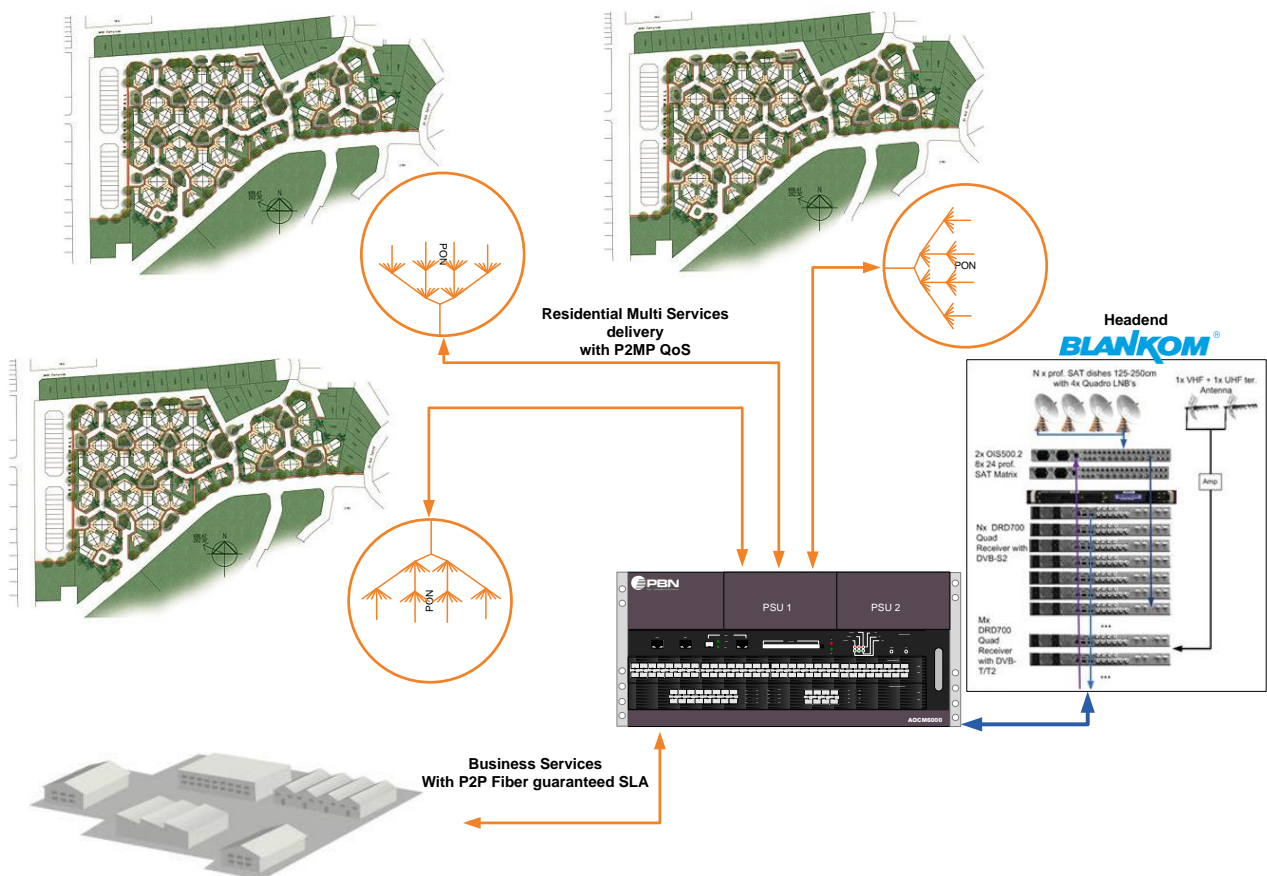 N
N
PON
PON
Residential Multi Services
delivery
with P2MP QoS
Headend
BLANKOM®
N x prof. SAT dishes 125-250cm
with 4x Quadro LNB's
1x VHF + 1x UHF ter.
Antenna
2x OIS500.2
8x 24 prof.
SAT Matrix
Amp
Nx DRD700
Quad
Receiver with
DVB-S2
...
Mx
DRD700
Quad
Receiver
with DVB-
T/T2
...
N
PON
PBN
PSU 1
PSU 2
AOCM6000
Business Services
With P2P Fiber guaranteed SLA